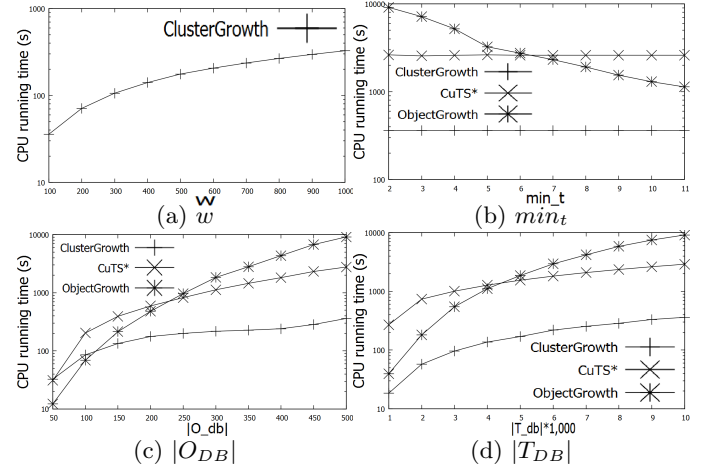 CPU running time (s)
1000
100
10
ClusterGrowth
100 200 300 400 500 600 700 800 900 1000
w
(a) w
CPU running time (s)
10000
1000
100
ClusterGrowth
CuTS*
ObjectGrowth
2 3 4 5 6 7 8 9 10 11
min_t
(b) min_t
CPU running time (s)
10000
1000
100
10
ClusterGrowth
CuTS*
ObjectGrowth
50 100 150 200 250 300 350 400 450 500
|O_db|
(c) |O_DB|
CPU running time (s)
10000
1000
100
10
ClusterGrowth
CuTS*
ObjectGrowth
1 2 3 4 5 6 7 8 9 10
|T_db|*1,000
(d) |T_DB|